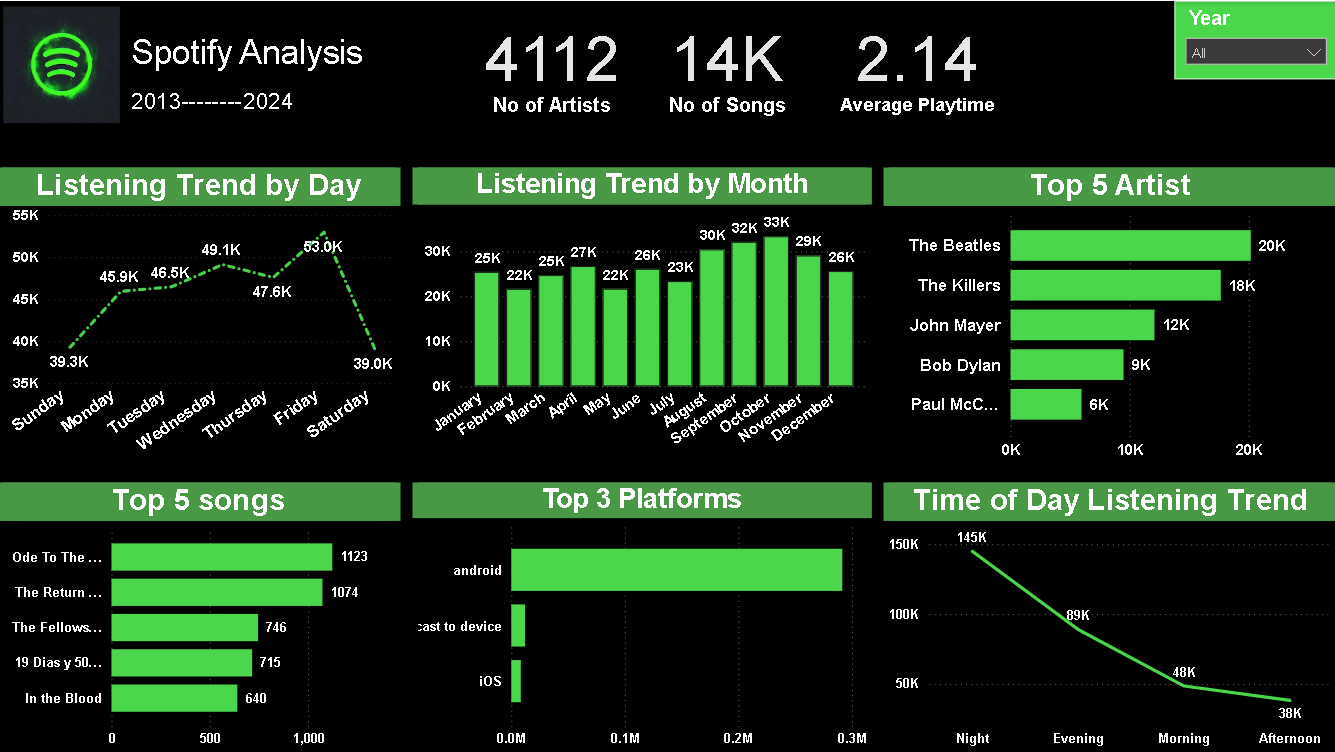 Spotify Analysis
2013--------2024
4112
No of Artists
14K
No of Songs
2.14
Average Playtime
Year
All
Listening Trend by Day
55K
50K
45K
40K
35K
39.3K
45.9K
46.5K
49.1K
47.6K
53.0K
39.0K
Sunday
Monday
Tuesday
Wednesday
Thursday
Friday
Saturday
Listening Trend by Month
30K
20K
10K
0K
25K
22K
25K
27K
22K
26K
23K
30K
32K
33K
29K
26K
January
February
March
April
May
June
July
August
September
October
November
December
Top 5 Artist
The Beatles
20K
The Killers
18K
John Mayer
12K
Bob Dylan
9K
Paul McC...
6K
0K
10K
20K
Top 5 songs
Ode To The ...
1123
The Return ...
1074
The Fellows...
746
19 Dias y 50...
715
In the Blood
640
0
500
1,000
Top 3 Platforms
android
cast to device
iOS
0.0M
0.1M
0.2M
0.3M
Time of Day Listening Trend
150K
100K
50K
145K
89K
48K
38K
Night
Evening
Morning
Afternoon